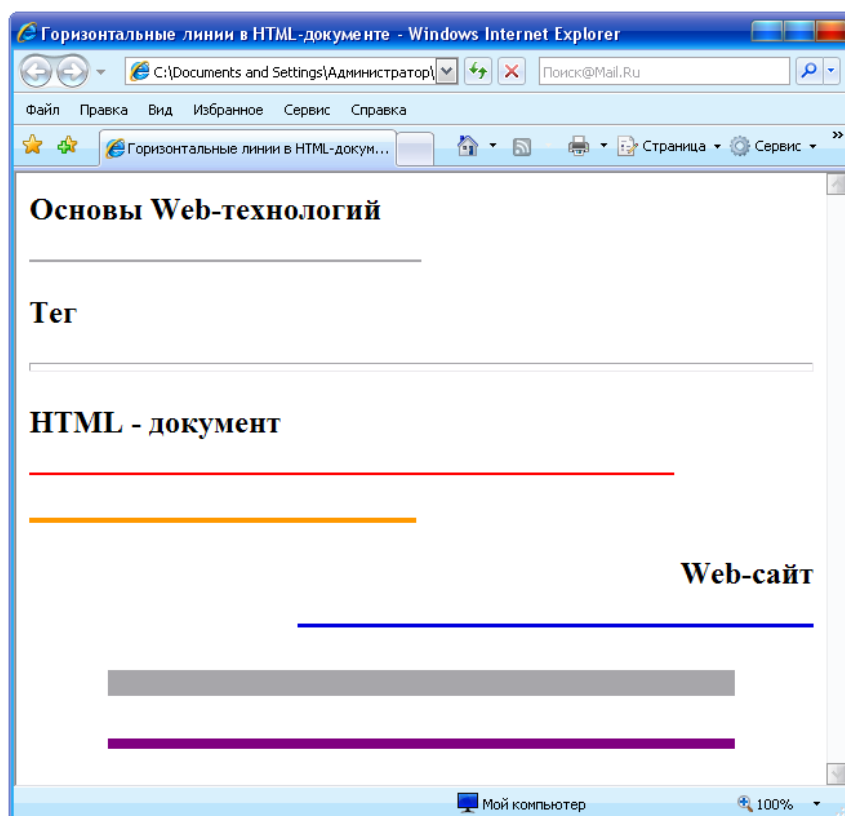 Горизонтальные линии в HTML-документе - Windows Internet Explorer
C:\Documents and Settings\Администратор\ Поиск@Mail.Ru
Файл Правка Вид Избранное Сервис Справка
Горизонтальные линии в HTML-докум... Страница Сервис »
Основы Web-технологий
Тег
HTML - документ
Web-сайт
Мой компьютер 100%